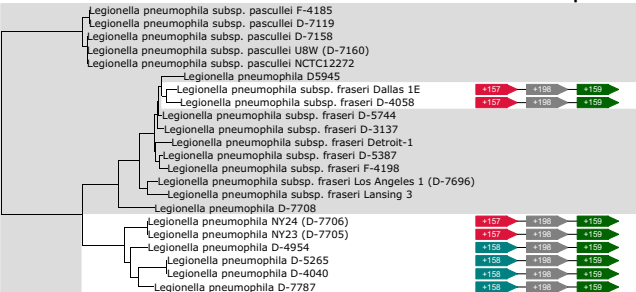 Legionella pneumophila subsp. pascullei F-4185
Legionella pneumophila subsp. pascullei D-7119
Legionella pneumophila subsp. pascullei D-7158
Legionella pneumophila subsp. pascullei U8W (D-7160)
Legionella pneumophila subsp. pascullei NCTC12272
Legionella pneumophila D5945
Legionella pneumophila subsp. fraseri Dallas 1E +157 +198 +159
Legionella pneumophila subsp. fraseri D-4058 +157 +198 +159
Legionella pneumophila subsp. fraseri D-5744
Legionella pneumophila subsp. fraseri D-3137
Legionella pneumophila subsp. fraseri Detroit-1
Legionella pneumophila subsp. fraseri D-5387
Legionella pneumophila subsp. fraseri F-4198
Legionella pneumophila subsp. fraseri Los Angeles 1 (D-7696)
Legionella pneumophila subsp. fraseri Lansing 3
Legionella pneumophila D-7708
Legionella pneumophila NY24 (D-7706) +157 +198 +159
Legionella pneumophila NY23 (D-7705) +157 +198 +159
Legionella pneumophila D-4954 +158 +198 +159
Legionella pneumophila D-5265 +158 +198 +159
Legionella pneumophila D-4040 +158 +198 +159
Legionella pneumophila D-7787 +158 +198 +159